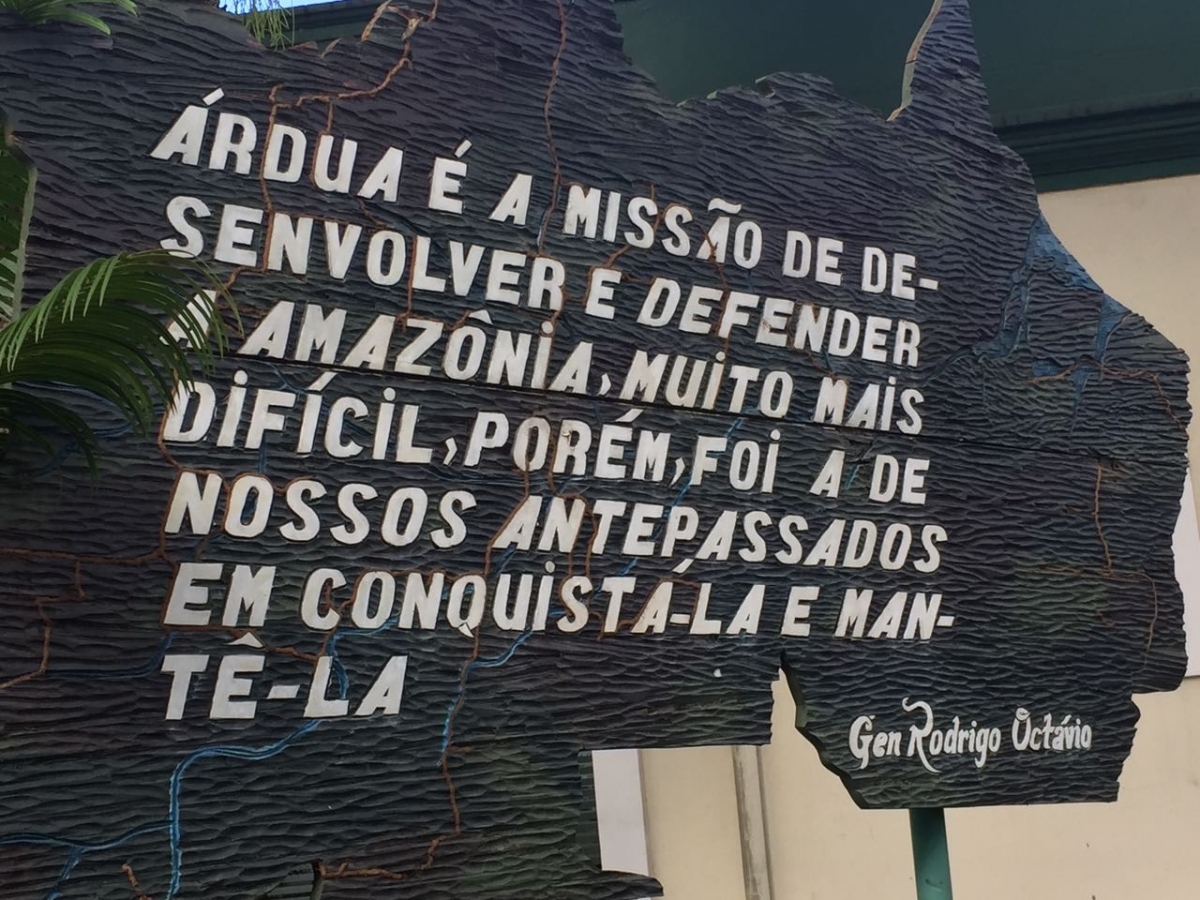 ÁRDUA É A MISSÃO DE DE-
SENVOLVER E DEFENDER
A AMAZÔNIA, MUITO MAIS
DIFÍCIL, PORÉM, FOI A DE
NOSSOS ANTEPASSADOS
EM CONQUISTÁ-LA E MAN-
TÊ-LA
Gen Rodrigo Octávio